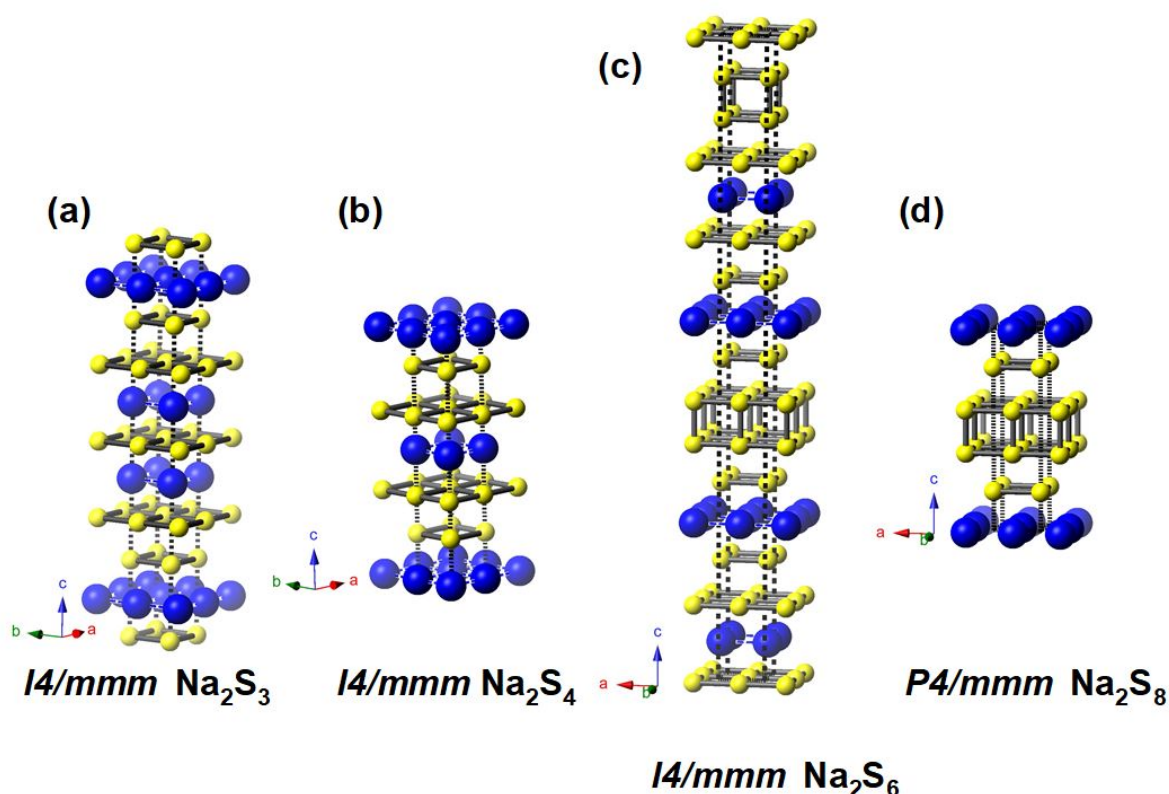 (a)
(b)
(c)
(d)
c
b
a
c
b
a
c
a
b
c
a
b
I4/mmm Na₂S₃
I4/mmm Na₂S₄
I4/mmm Na₂S₆
P4/mmm Na₂S₈